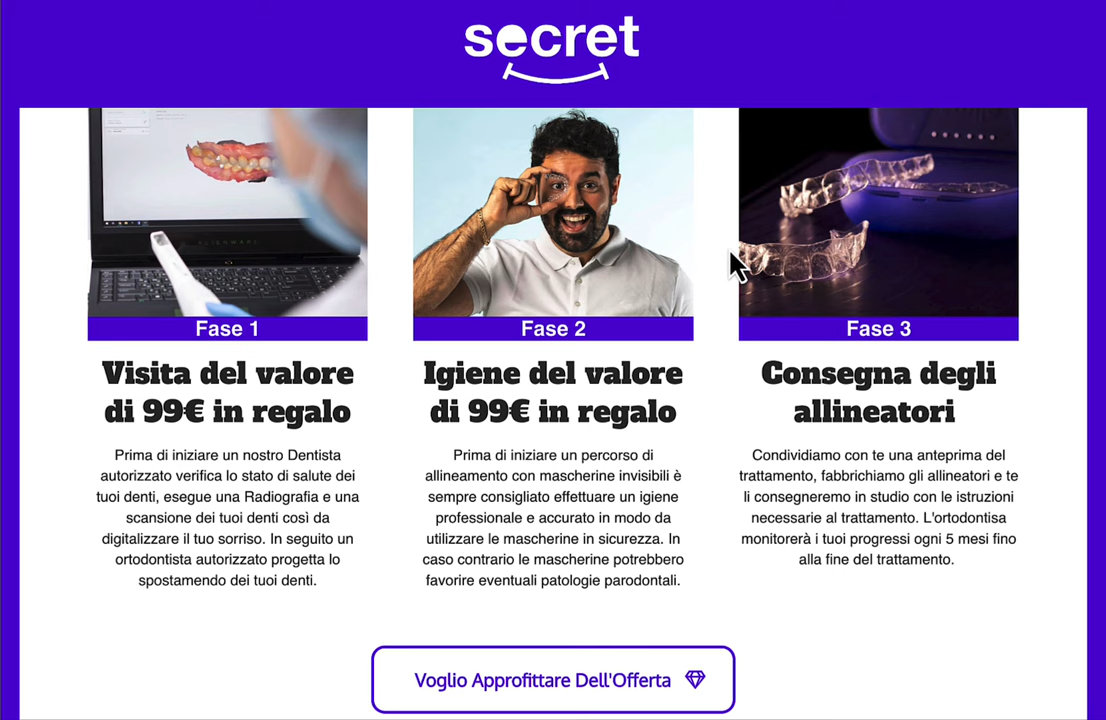 secret
ALIENWARE
Fase 1
Visita del valore
di 99€ in regalo
Prima di iniziare un nostro Dentista
autorizzato verifica lo stato di salute dei
tuoi denti, esegue una Radiografia e una
scansione dei tuoi denti così da
digitalizzare il tuo sorriso. In seguito un
ortodontista autorizzato progetta lo
spostamendo dei tuoi denti.
Fase 2
Igiene del valore
di 99€ in regalo
Prima di iniziare un percorso di
allineamento con mascherine invisibili è
sempre consigliato effettuare un igiene
professionale e accurato in modo da
utilizzare le mascherine in sicurezza. In
caso contrario le mascherine potrebbero
favorire eventuali patologie parodontali.
Fase 3
Consegna degli
allineatori
Condividiamo con te una anteprima del
trattamento, fabbrichiamo gli allineatori e te
li consegneremo in studio con le istruzioni
necessarie al trattamento. L'ortodontisa
monitorerà i tuoi progressi ogni 5 mesi fino
alla fine del trattamento.
Voglio Approfittare Dell'Offerta